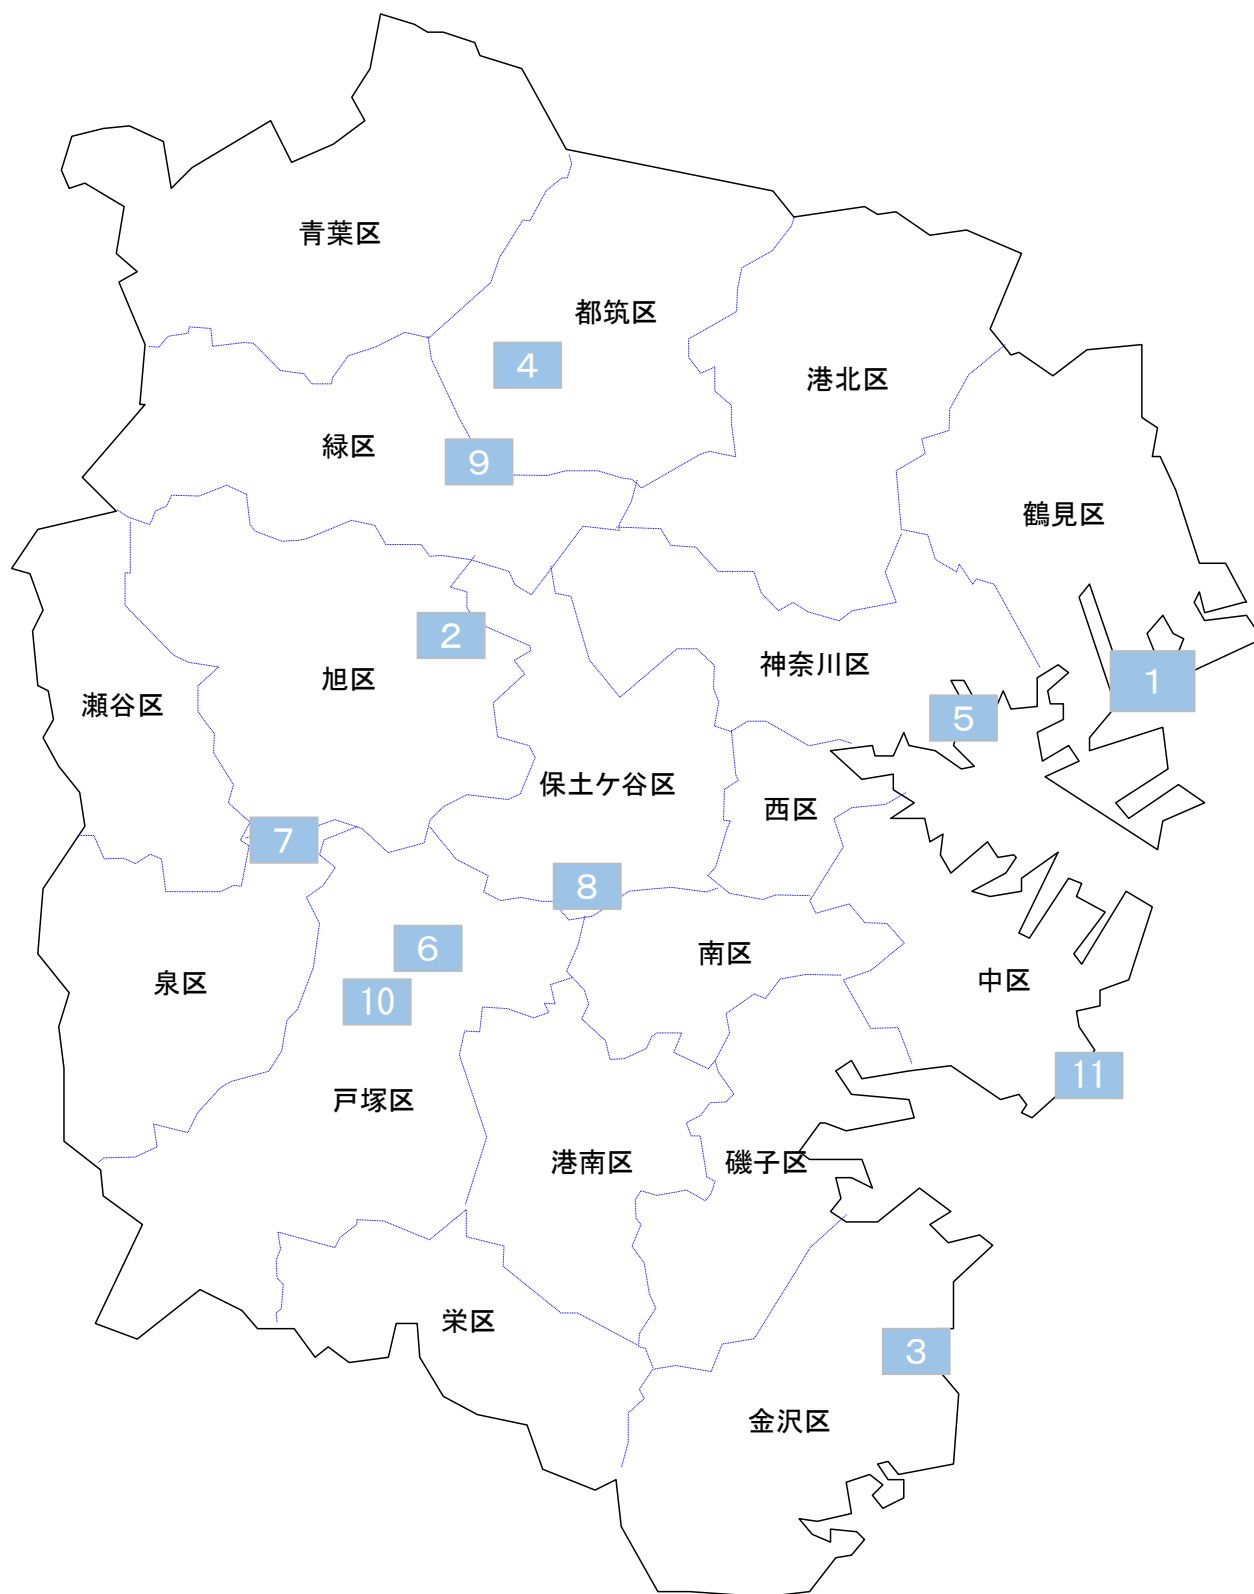 青葉区
都筑区
4
港北区
緑区
9
鶴見区
2
神奈川区
旭区
1
瀬谷区
5
保土ケ谷区
西区
7
8
6
南区
泉区
中区
10
11
戸塚区
港南区
磯子区
栄区
3
金沢区